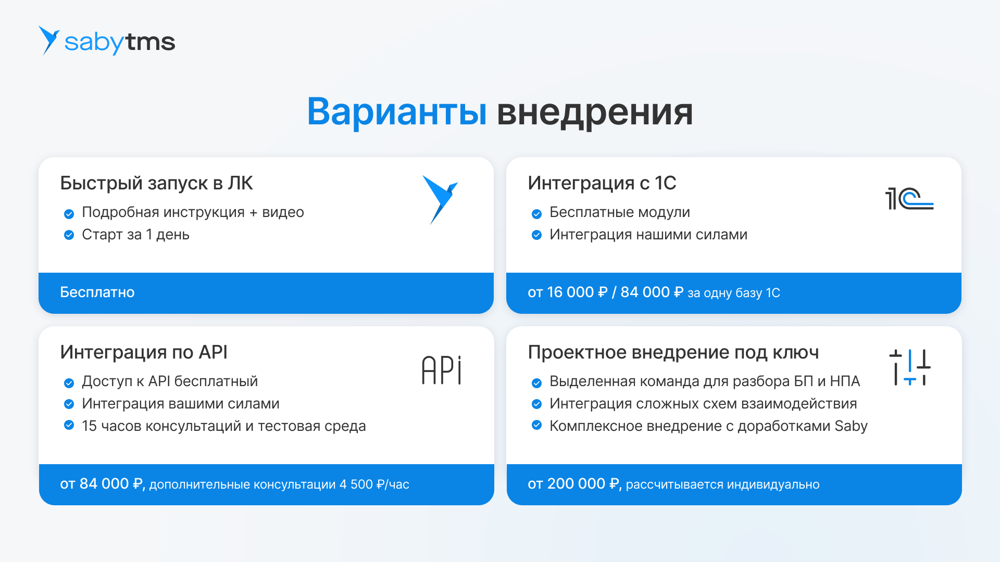 sabytms
Варианты внедрения
Быстрый запуск в ЛК
Подробная инструкция + видео
Старт за 1 день
Бесплатно
Интеграция с 1С
1С
Бесплатные модули
Интеграция нашими силами
от 16 000 ₽ / 84 000 ₽ за одну базу 1С
Интеграция по API
API
Доступ к API бесплатный
Интеграция вашими силами
15 часов консультаций и тестовая среда
от 84 000 ₽, дополнительные консультации 4 500 ₽/час
Проектное внедрение под ключ
Выделенная команда для разбора БП и НПА
Интеграция сложных схем взаимодействия
Комплексное внедрение с доработками Saby
от 200 000 ₽, рассчитывается индивидуально